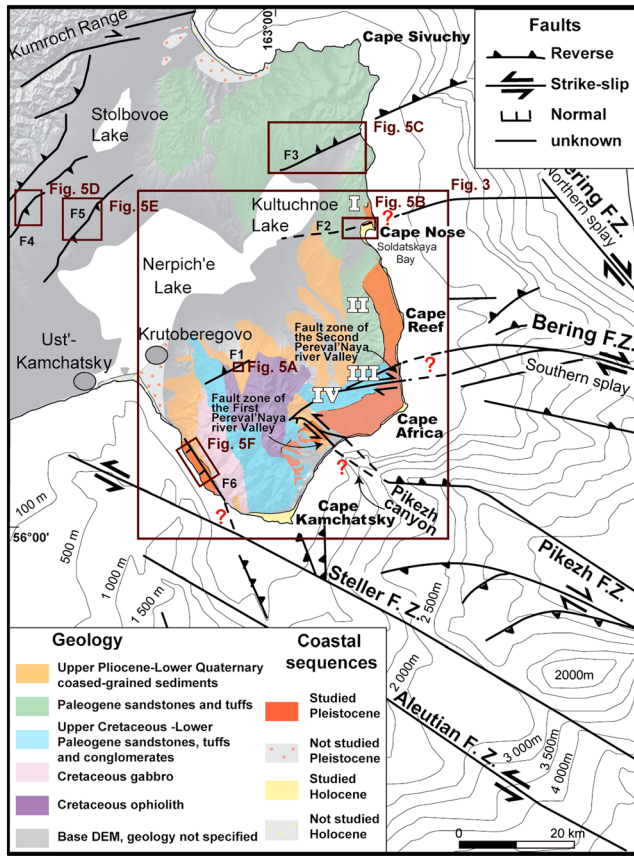 Kumroch Range
163°00'
Cape Sivuchy
Faults
Reverse
Strike-slip
Normal
unknown
Stolbovoe
Lake
Fig. 5C
F3
Fig. 5D
F4
Fig. 5E
F5
Kultuchnoe
Lake
I
Fig. 5B
Fig. 3
?
F2
Cape Nose
Soldatskaya
Bay
Bering F.Z.
Northern splay
Nerpich'e
Lake
II
Cape
Reef
Ust'-
Kamchatsky
Krutoberegovo
Fault zone
of the Second
Pereval'Naya
river Valley
Bering F.Z.
F1
Fig. 5A
III
?
Southern splay
IV
Fault zone
of the First
Pereval'Naya
river Valley
Cape
Africa
Fig. 5F
F6
?
?
Cape
Kamchatsky
Pikezh
canyon
100 m
56°00'
500 m
1 000 m
1 500 m
Steller F. Z.
Pikezh F.Z.
2 500 m
2000m
2 000 m
Aleutian F. Z.
3 000 m
3 500 m
4 000 m
Geology
Upper Pliocene-Lower Quaternary
coased-grained sediments
Paleogene sandstones and tuffs
Upper Cretaceous -Lower
Paleogene sandstones, tuffs
and conglomerates
Cretaceous gabbro
Cretaceous ophiolith
Base DEM, geology not specified
Coastal
sequences
Studied
Pleistocene
Not studied
Pleistocene
Studied
Holocene
Not studied
Holocene
0
20 km